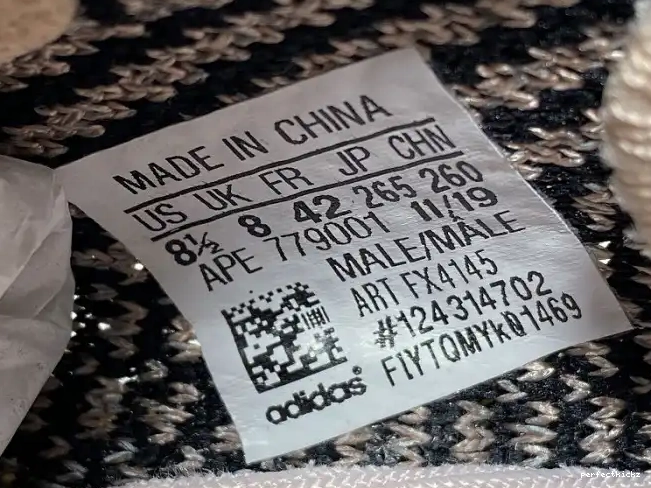 MADE IN CHINA
US UK FR JP CHN
8½ 8 42 265 260
APE 779001 11/19
MALE/MÂLE
ART FX4145
#124314702
FIYTQMYkQ1469
adidas®
perfectkickz